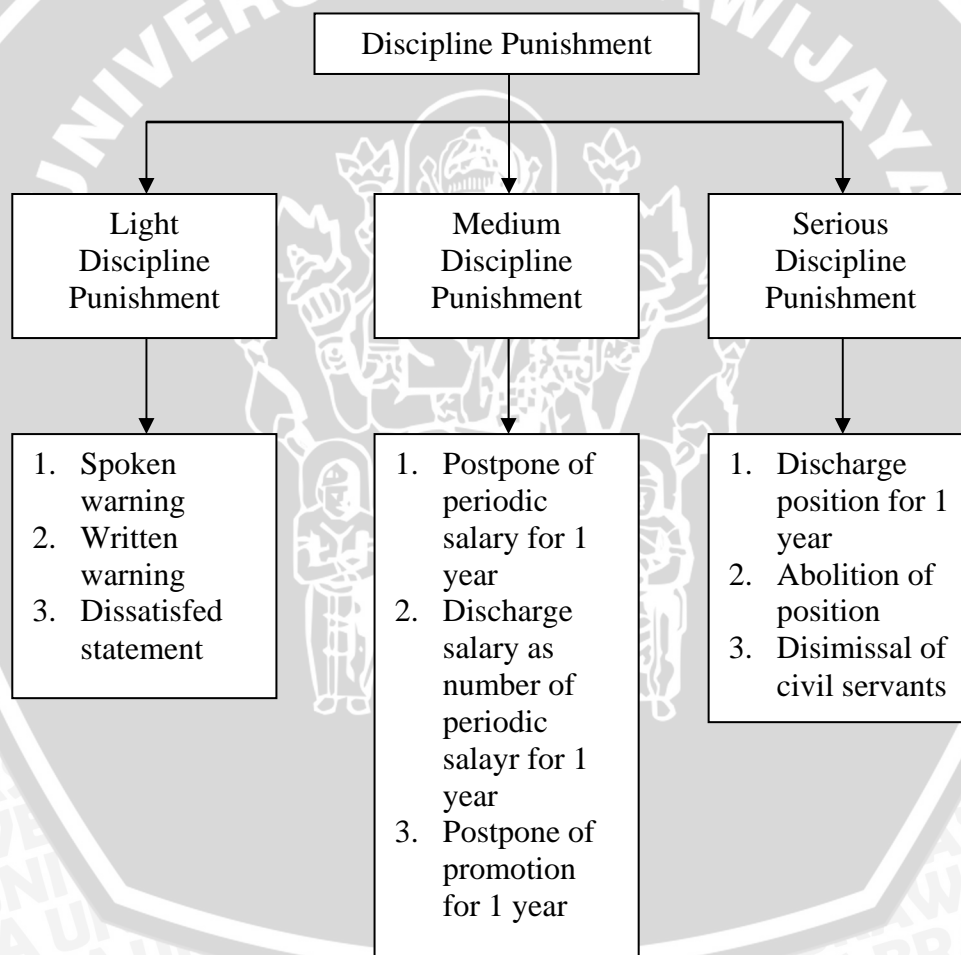 UNIVERSITAS BRAWIJAYA
Discipline Punishment
Light
Discipline
Punishment
Medium
Discipline
Punishment
Serious
Discipline
Punishment
1. Spoken
warning
2. Written
warning
3. Dissatisfed
statement
1. Postpone of
periodic
salary for 1
year
2. Discharge
salary as
number of
periodic
salayr for 1
year
3. Postpone of
promotion
for 1 year
1. Discharge
position for 1
year
2. Abolition of
position
3. Disimissal of
civil servants